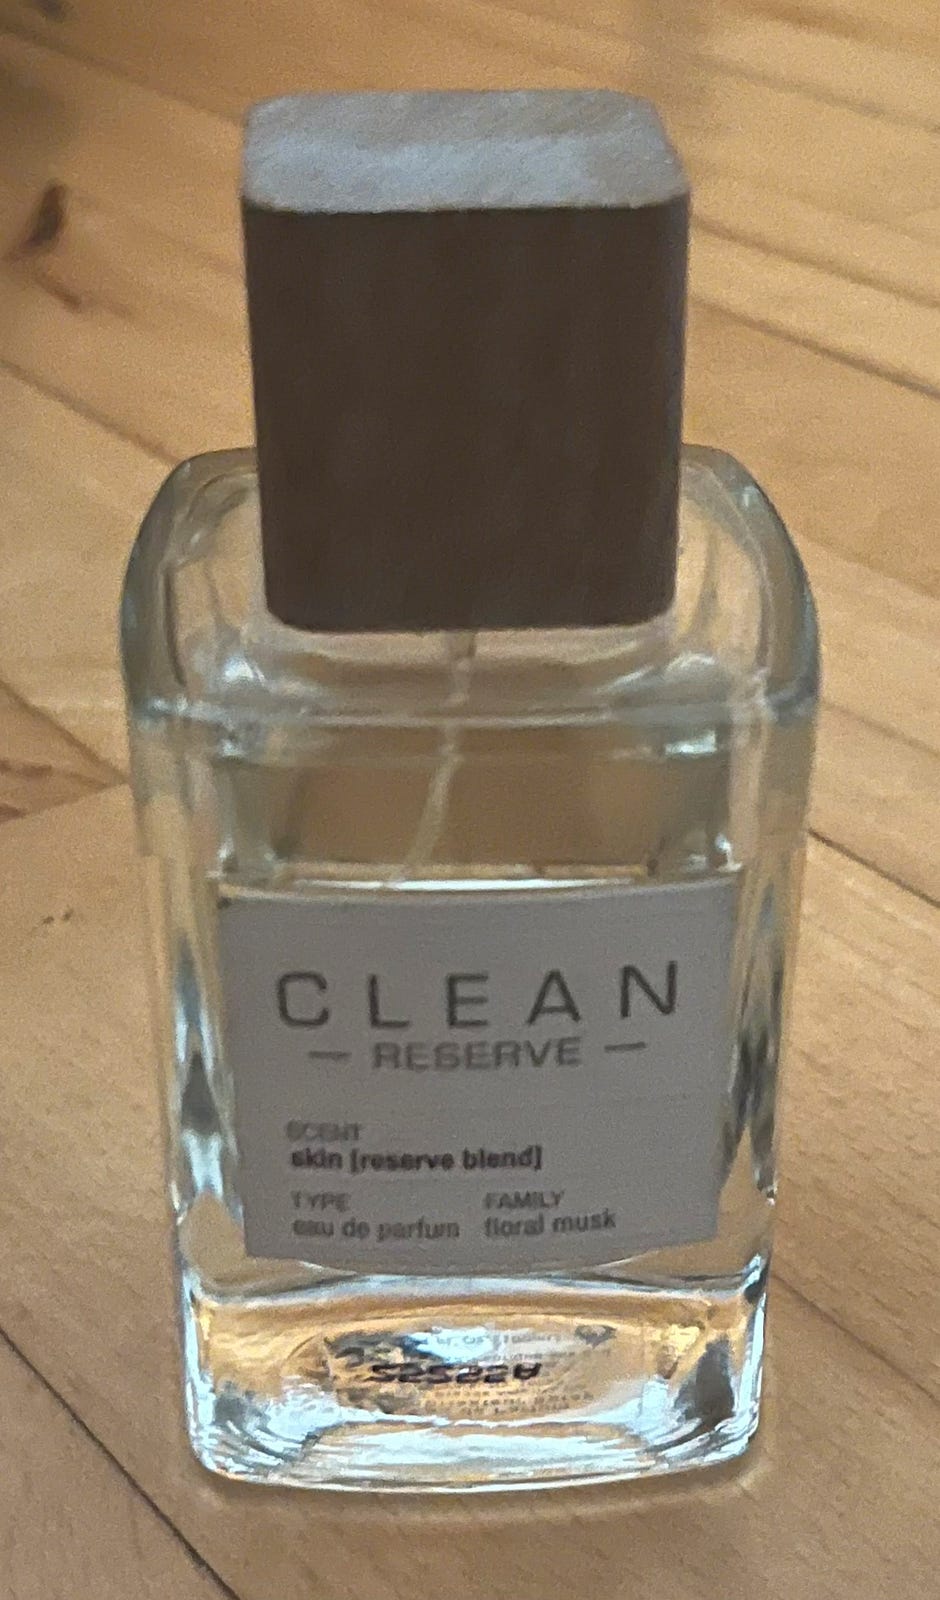 CLEAN
— RESERVE —
SCENT
skin [reserve blend]
TYPE FAMILY
eau de parfum floral musk